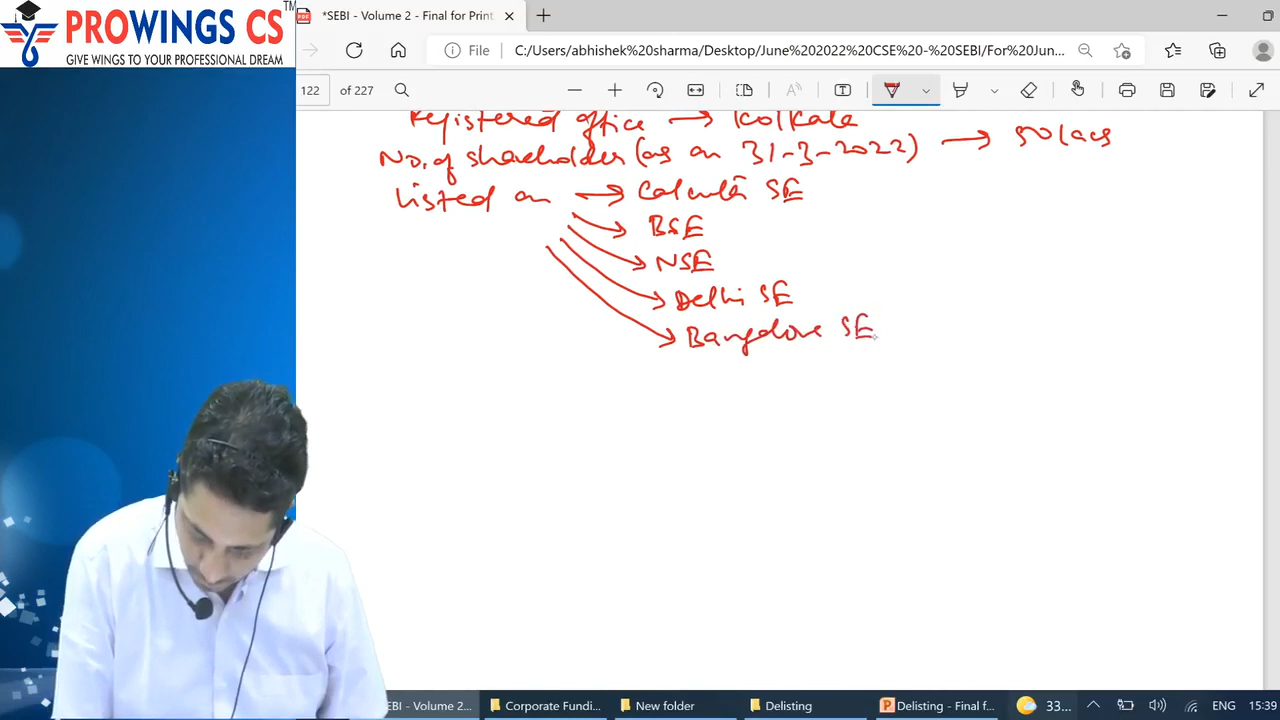 PROWINGS CS TM
GIVE WINGS TO YOUR PROFESSIONAL DREAM
*SEBI - Volume 2 - Final for Print
File C:/Users/abhishek%20sharma/Desktop/June%202022%20CSE%20-%20SEBI/For%20Jun...
122 of 227
Registered office → Kolkata
No. of shareholder (as on 31-3-2022) → 50 lacs
Listed on → Calcutta SE
→ BSE
→ NSE
→ Delhi SE
→ Bangalore SE
SEBI - Volume 2... Corporate Fundi... New folder Delisting Delisting - Final f... 33... ENG 15:39